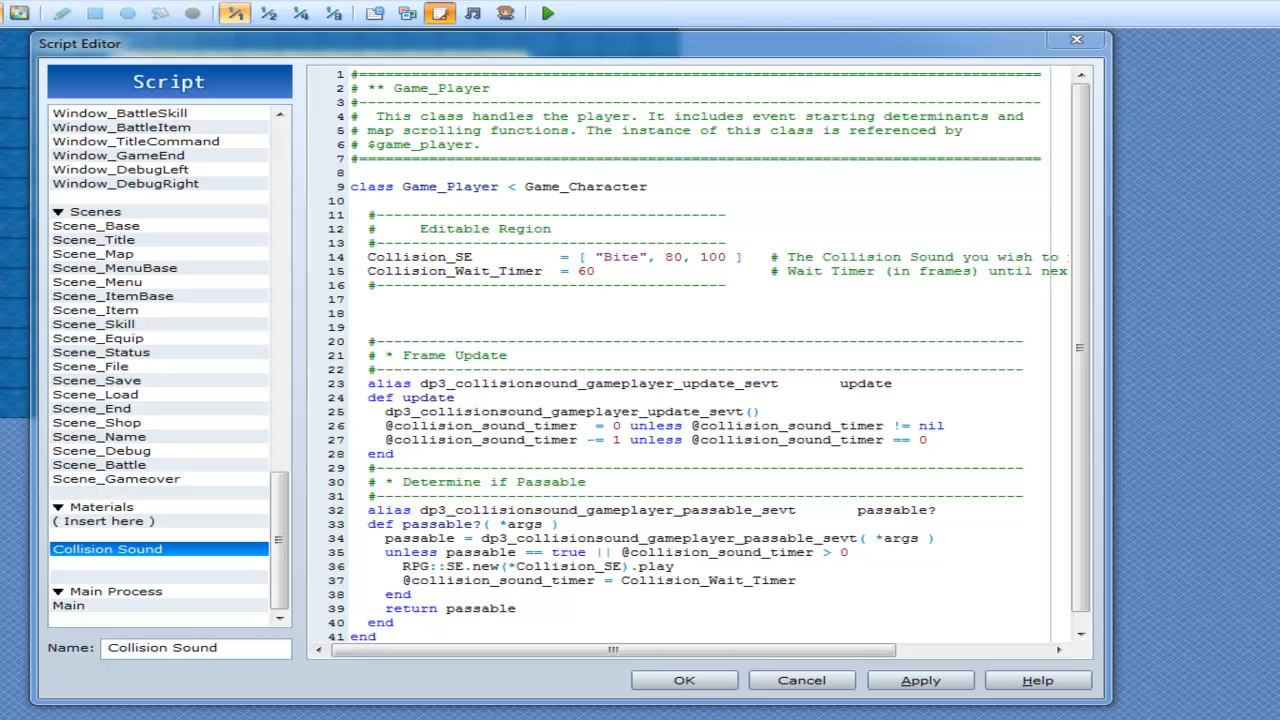 1/1 1/2 1/4 1/8
Script Editor
Script
Window_BattleSkill
Window_BattleItem
Window_TitleCommand
Window_GameEnd
Window_DebugLeft
Window_DebugRight
▼ Scenes
Scene_Base
Scene_Title
Scene_Map
Scene_MenuBase
Scene_Menu
Scene_ItemBase
Scene_Item
Scene_Skill
Scene_Equip
Scene_Status
Scene_File
Scene_Save
Scene_Load
Scene_End
Scene_Shop
Scene_Name
Scene_Debug
Scene_Battle
Scene_Gameover
▼ Materials
( Insert here )
Collision Sound
▼ Main Process
Main
Name: Collision Sound
1 #==============================================================================
2 # ** Game_Player
3 #------------------------------------------------------------------------------
4 #  This class handles the player. It includes event starting determinants and
5 # map scrolling functions. The instance of this class is referenced by
6 # $game_player.
7 #==============================================================================
8
9 class Game_Player < Game_Character
10
11   #----------------------------------------
12   #     Editable Region
13   #----------------------------------------
14   Collision_SE          = [ "Bite", 80, 100 ]   # The Collision Sound you wish to
15   Collision_Wait_Timer  = 60                    # Wait Timer (in frames) until nex
16   #----------------------------------------
17
18
19
20   #--------------------------------------------------------------------------
21   # * Frame Update
22   #--------------------------------------------------------------------------
23   alias dp3_collisionsound_gameplayer_update_sevt       update
24   def update
25     dp3_collisionsound_gameplayer_update_sevt()
26     @collision_sound_timer  = 0 unless @collision_sound_timer != nil
27     @collision_sound_timer -= 1 unless @collision_sound_timer == 0
28   end
29   #--------------------------------------------------------------------------
30   # * Determine if Passable
31   #--------------------------------------------------------------------------
32   alias dp3_collisionsound_gameplayer_passable_sevt       passable?
33   def passable?( *args )
34     passable = dp3_collisionsound_gameplayer_passable_sevt( *args )
35     unless passable == true || @collision_sound_timer > 0
36       RPG::SE.new(*Collision_SE).play
37       @collision_sound_timer = Collision_Wait_Timer
38     end
39     return passable
40   end
41 end
OK Cancel Apply Help